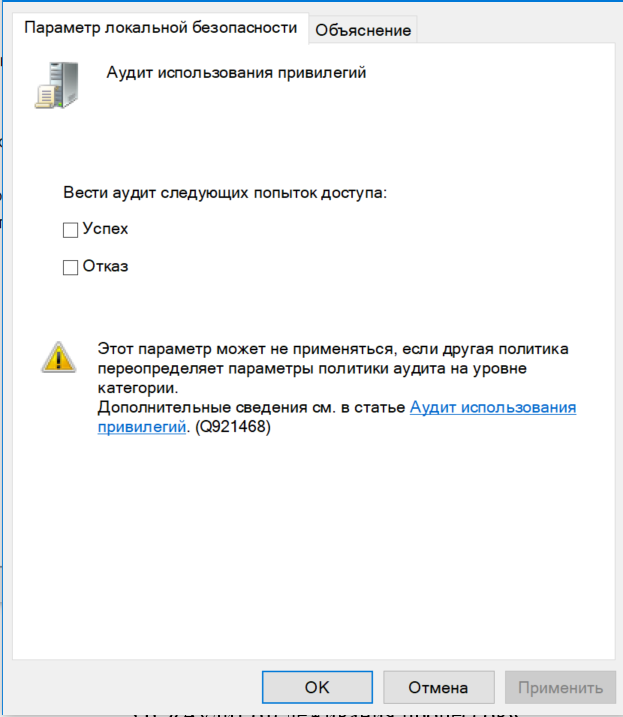 Параметр локальной безопасности
Объяснение
Аудит использования привилегий
Вести аудит следующих попыток доступа:
Успех
Отказ
Этот параметр может не применяться, если другая политика
переопределяет параметры политики аудита на уровне
категории.
Дополнительные сведения см. в статье Аудит использования
привилегий. (Q921468)
OK
Отмена
Применить